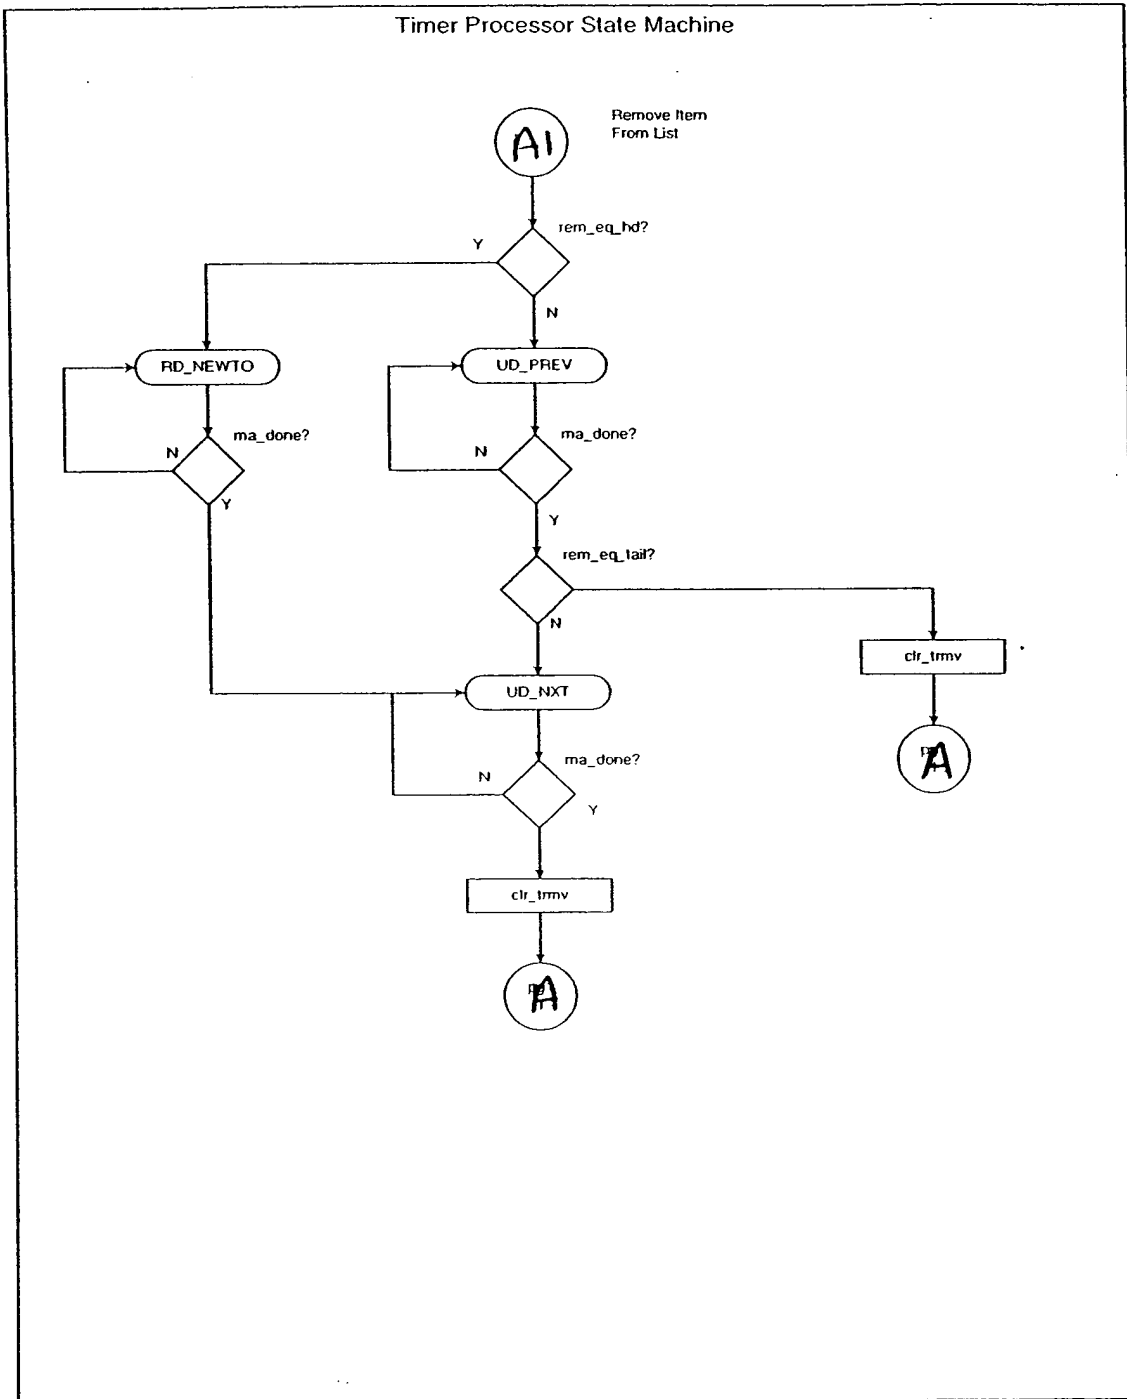 Timer Processor State Machine
A1
Remove Item
From List
rem_eq_hd?
Y
N
RD_NEWTO
UD_PREV
ma_done?
N
Y
ma_done?
N
Y
rem_eq_tail?
N
clr_trmv
A
UD_NXT
ma_done?
N
Y
clr_trmv
A